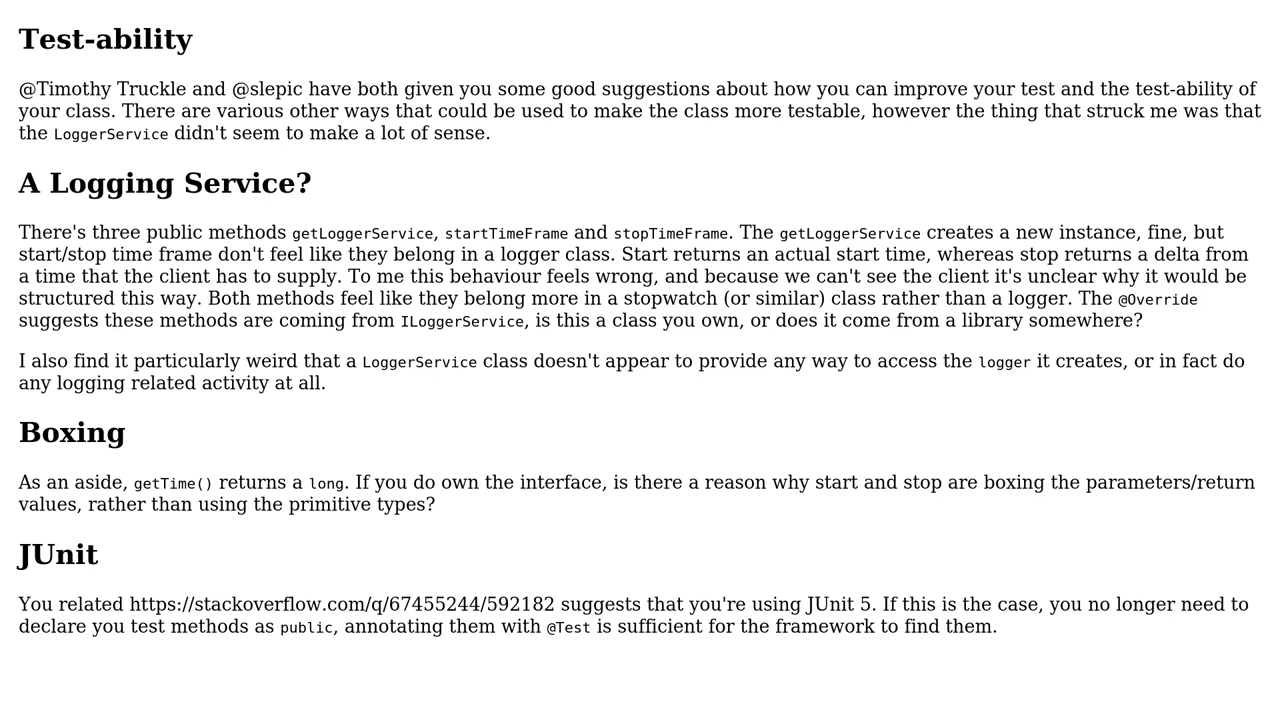 Test-ability
@Timothy Truckle and @slepic have both given you some good suggestions about how you can improve your test and the test-ability of
your class. There are various other ways that could be used to make the class more testable, however the thing that struck me was that
the LoggerService didn't seem to make a lot of sense.
A Logging Service?
There's three public methods getLoggerService, startTimeFrame and stopTimeFrame. The getLoggerService creates a new instance, fine, but
start/stop time frame don't feel like they belong in a logger class. Start returns an actual start time, whereas stop returns a delta from
a time that the client has to supply. To me this behaviour feels wrong, and because we can't see the client it's unclear why it would be
structured this way. Both methods feel like they belong more in a stopwatch (or similar) class rather than a logger. The @Override
suggests these methods are coming from ILoggerService, is this a class you own, or does it come from a library somewhere?
I also find it particularly weird that a LoggerService class doesn't appear to provide any way to access the logger it creates, or in fact do
any logging related activity at all.
Boxing
As an aside, getTime() returns a long. If you do own the interface, is there a reason why start and stop are boxing the parameters/return
values, rather than using the primitive types?
JUnit
You related https://stackoverflow.com/q/67455244/592182 suggests that you're using JUnit 5. If this is the case, you no longer need to
declare you test methods as public, annotating them with @Test is sufficient for the framework to find them.